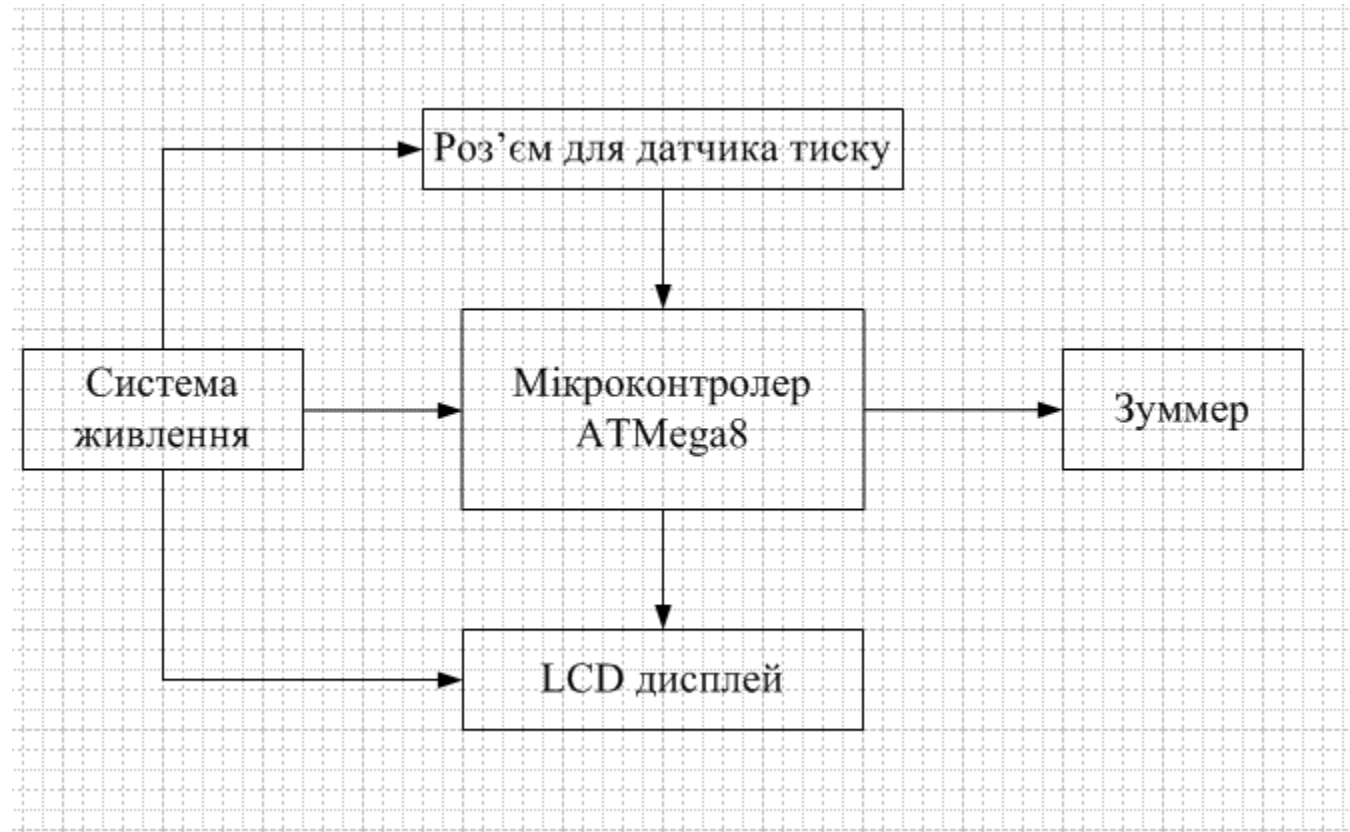 Роз’єм для датчика тиску
Система
живлення
Мікроконтролер
ATMega8
Зуммер
LCD дисплей